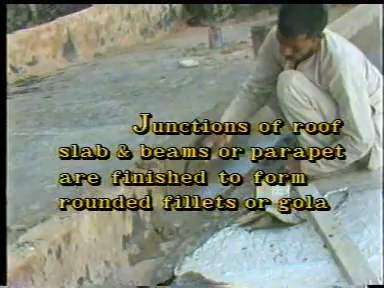 Junctions of roof
slab & beams or parapet
are finished to form
rounded fillets or gola